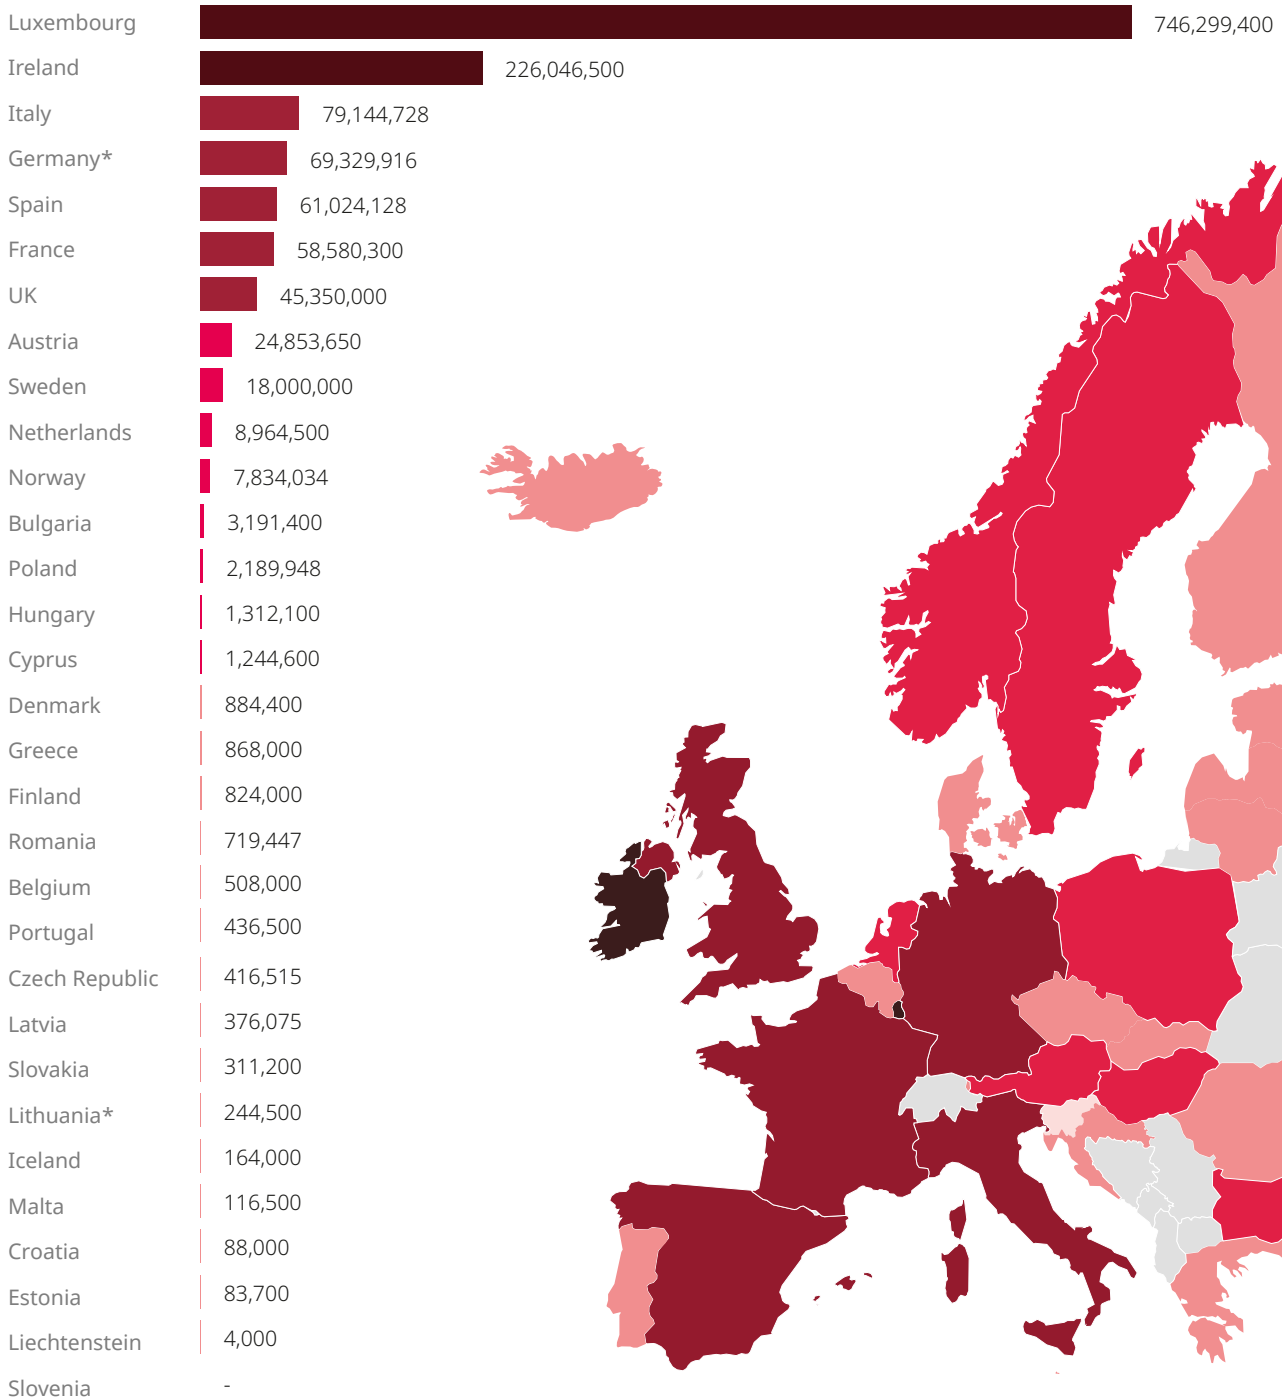 Luxembourg 746,299,400
Ireland 226,046,500
Italy 79,144,728
Germany* 69,329,916
Spain 61,024,128
France 58,580,300
UK 45,350,000
Austria 24,853,650
Sweden 18,000,000
Netherlands 8,964,500
Norway 7,834,034
Bulgaria 3,191,400
Poland 2,189,948
Hungary 1,312,100
Cyprus 1,244,600
Denmark 884,400
Greece 868,000
Finland 824,000
Romania 719,447
Belgium 508,000
Portugal 436,500
Czech Republic 416,515
Latvia 376,075
Slovakia 311,200
Lithuania* 244,500
Iceland 164,000
Malta 116,500
Croatia 88,000
Estonia 83,700
Liechtenstein 4,000
Slovenia -